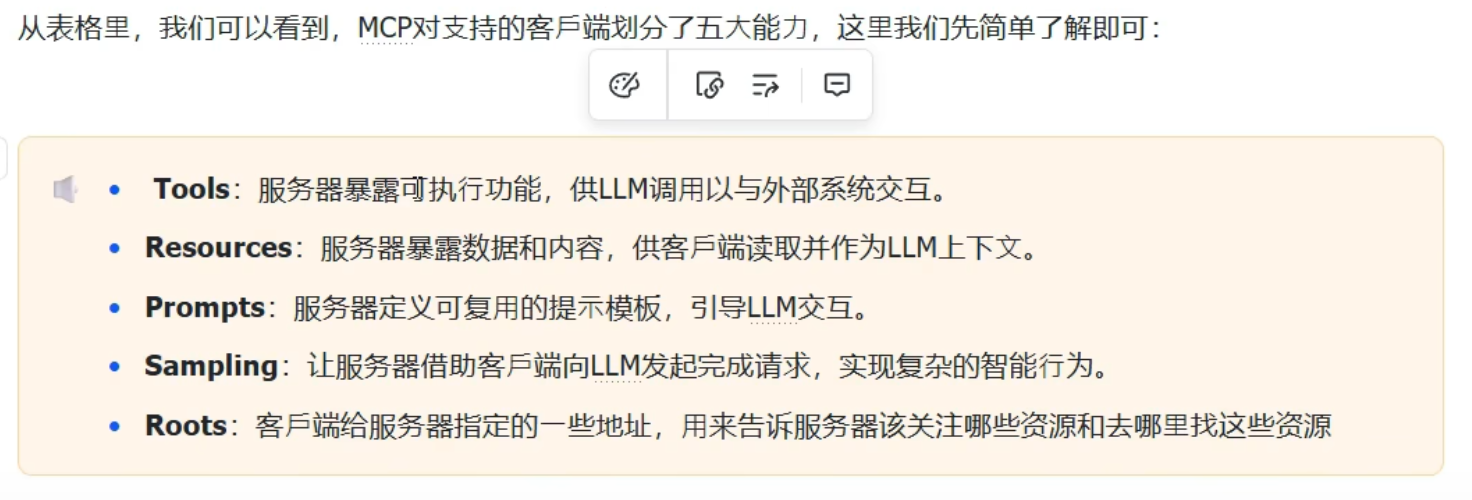 从表格里，我们可以看到，MCP对支持的客户端划分了五大能力，这里我们先简单了解即可：
Tools：服务器暴露可执行功能，供LLM调用以与外部系统交互。
Resources：服务器暴露数据和内容，供客户端读取并作为LLM上下文。
Prompts：服务器定义可复用的提示模板，引导LLM交互。
Sampling：让服务器借助客户端向LLM发起完成请求，实现复杂的智能行为。
Roots：客户端给服务器指定的一些地址，用来告诉服务器该关注哪些资源和去哪里找这些资源